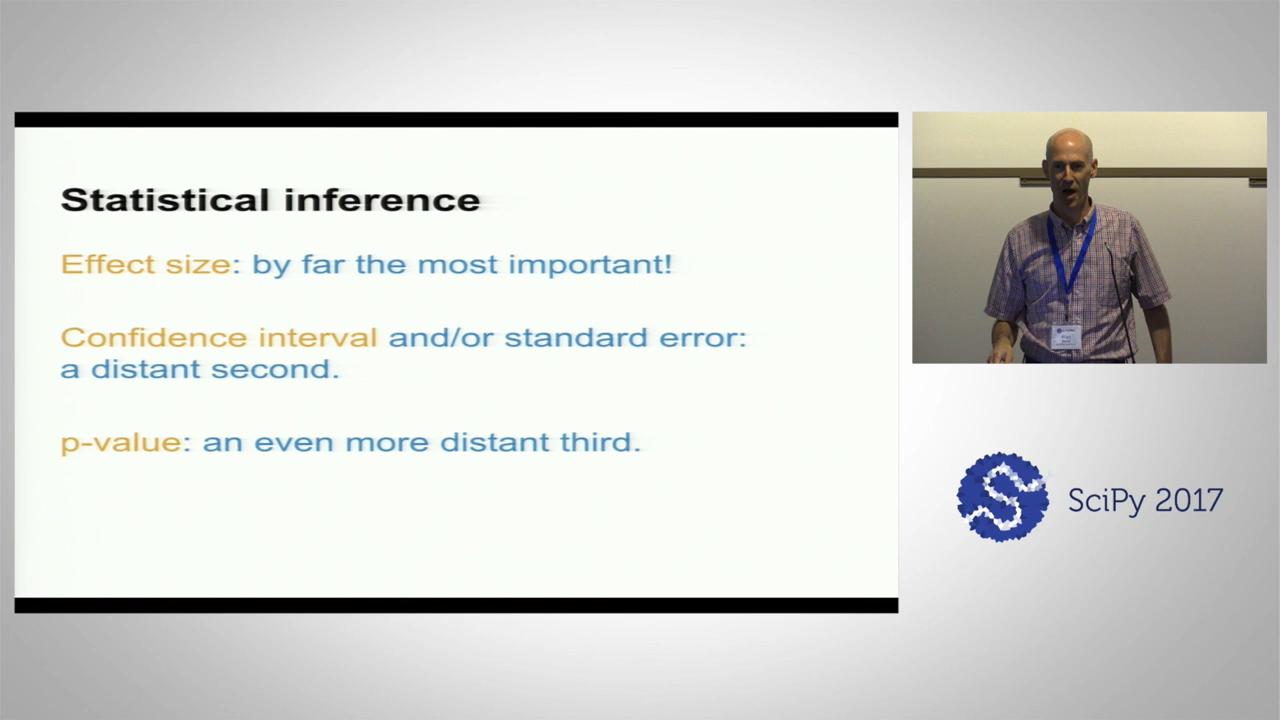 Statistical inference
Effect size: by far the most important!
Confidence interval and/or standard error:
a distant second.
p-value: an even more distant third.
SciPy 2017